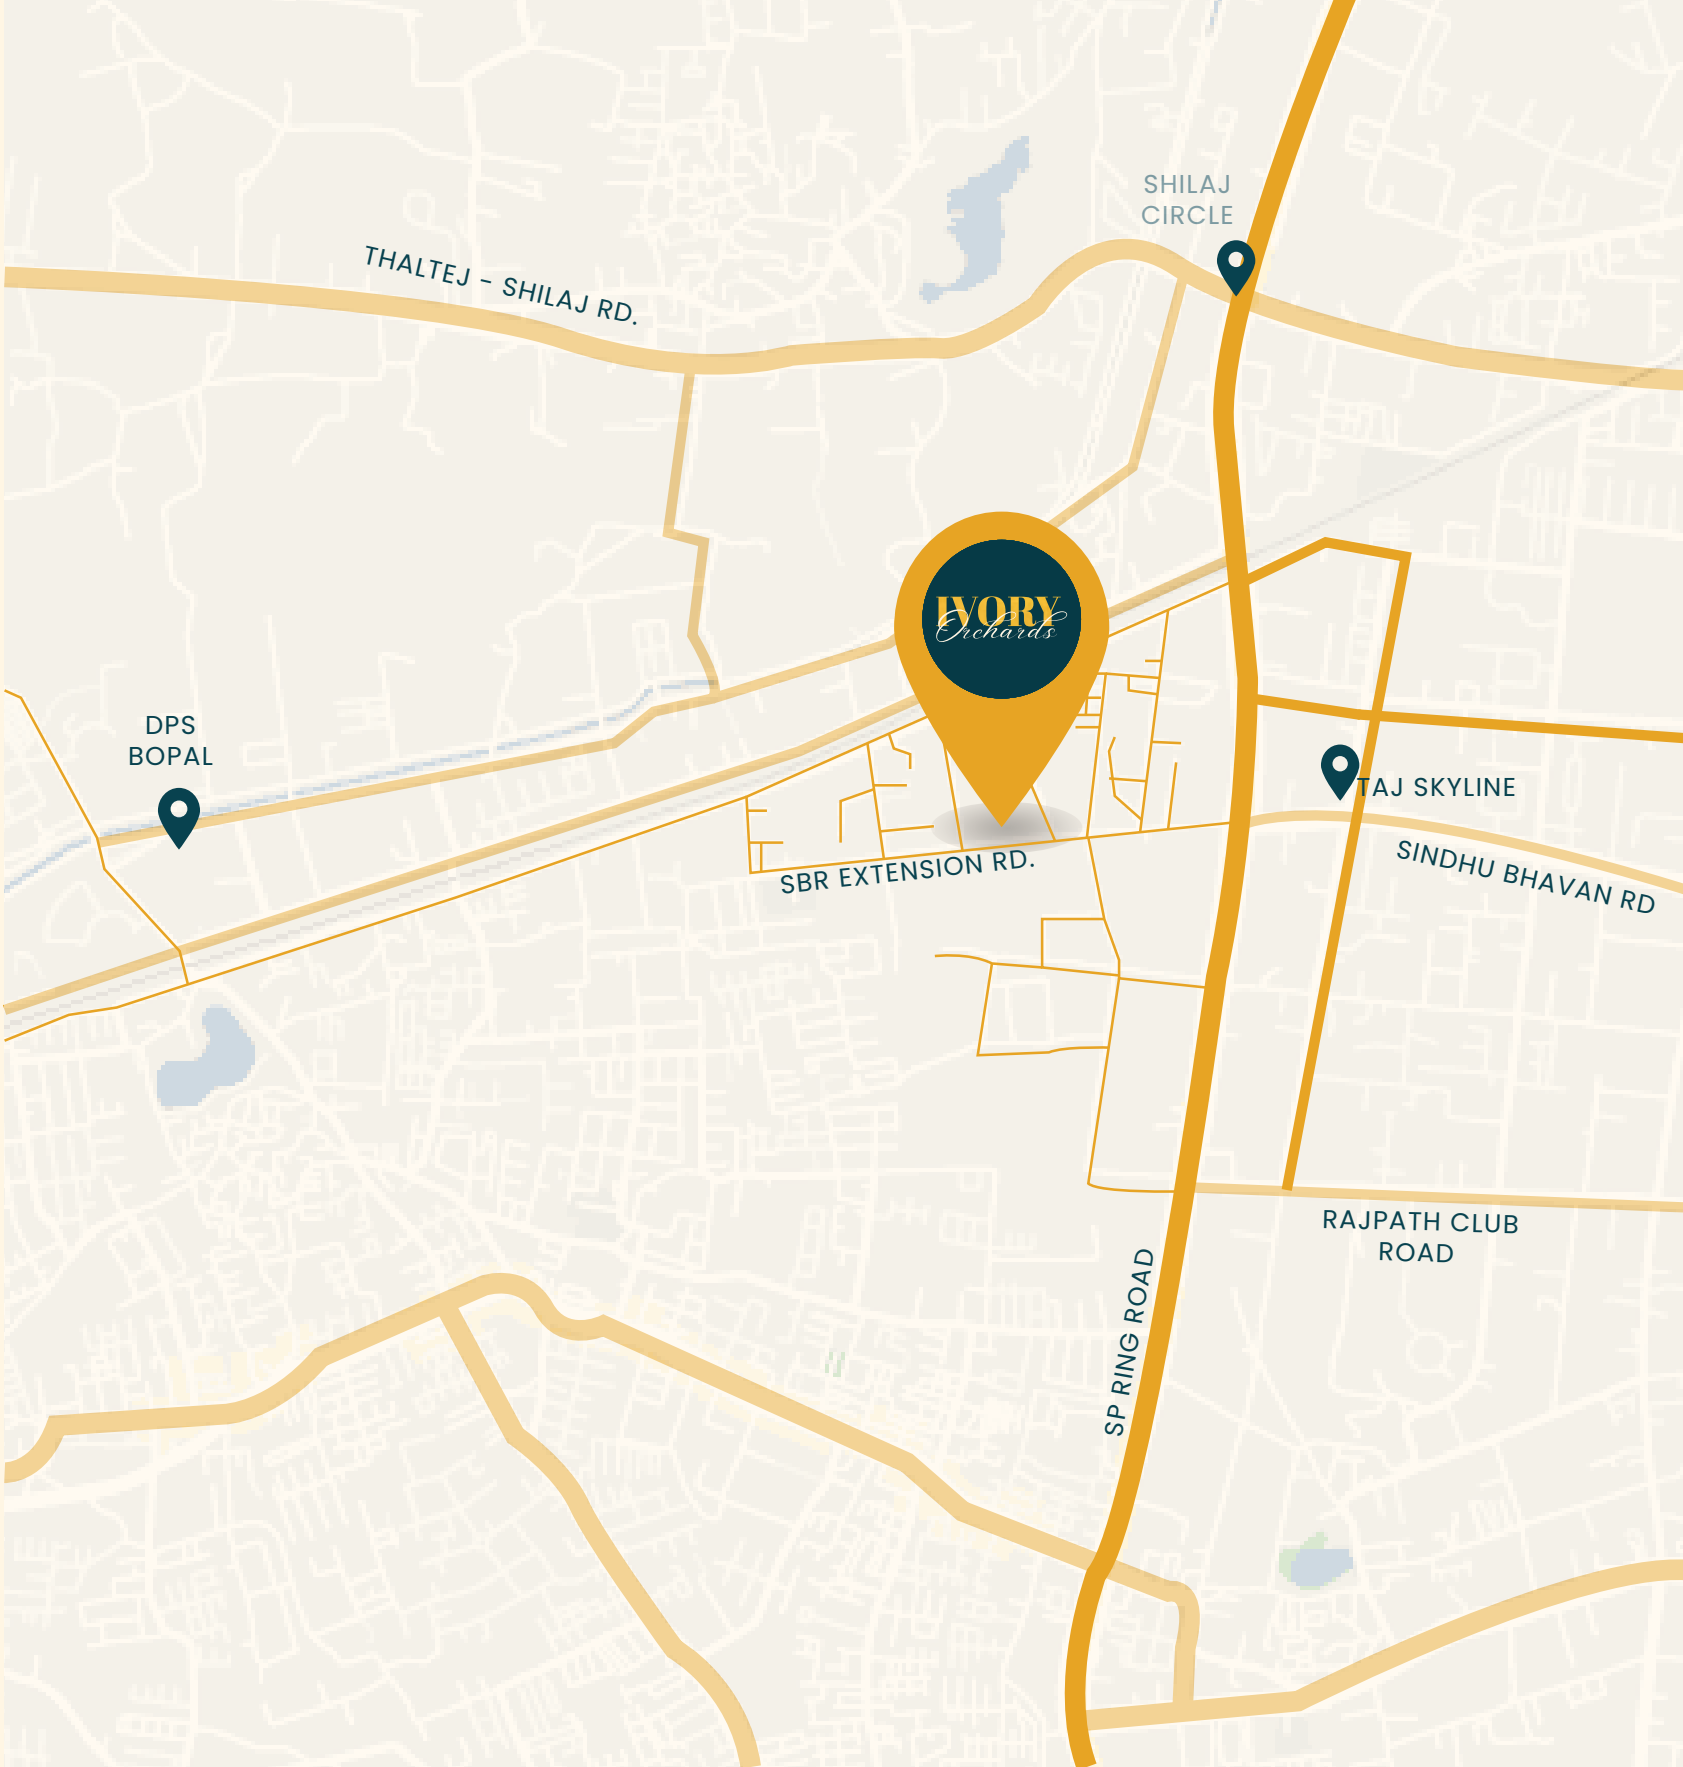 SHILAJ
CIRCLE
THALTEJ - SHILAJ RD.
IVORY
Orchards
DPS
BOPAL
TAJ SKYLINE
SINDHU BHAVAN RD
SBR EXTENSION RD.
RAJPATH CLUB
ROAD
SP RING ROAD